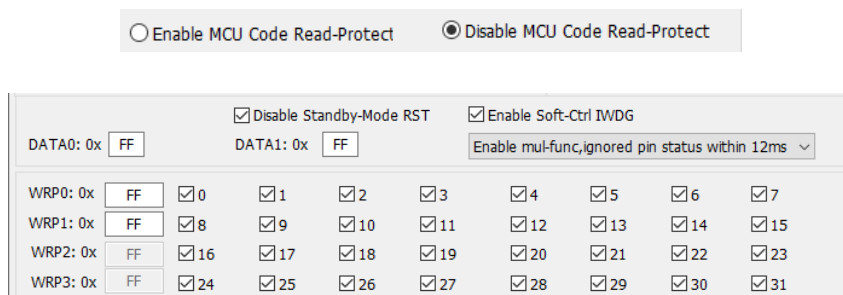 Enable MCU Code Read-Protect Disable MCU Code Read-Protect
Disable Standby-Mode RST Enable Soft-Ctrl IWDG
DATA0: 0x FF DATA1: 0x FF Enable mul-func,ignored pin status within 12ms
WRP0: 0x FF 0 1 2 3 4 5 6 7
WRP1: 0x FF 8 9 10 11 12 13 14 15
WRP2: 0x FF 16 17 18 19 20 21 22 23
WRP3: 0x FF 24 25 26 27 28 29 30 31